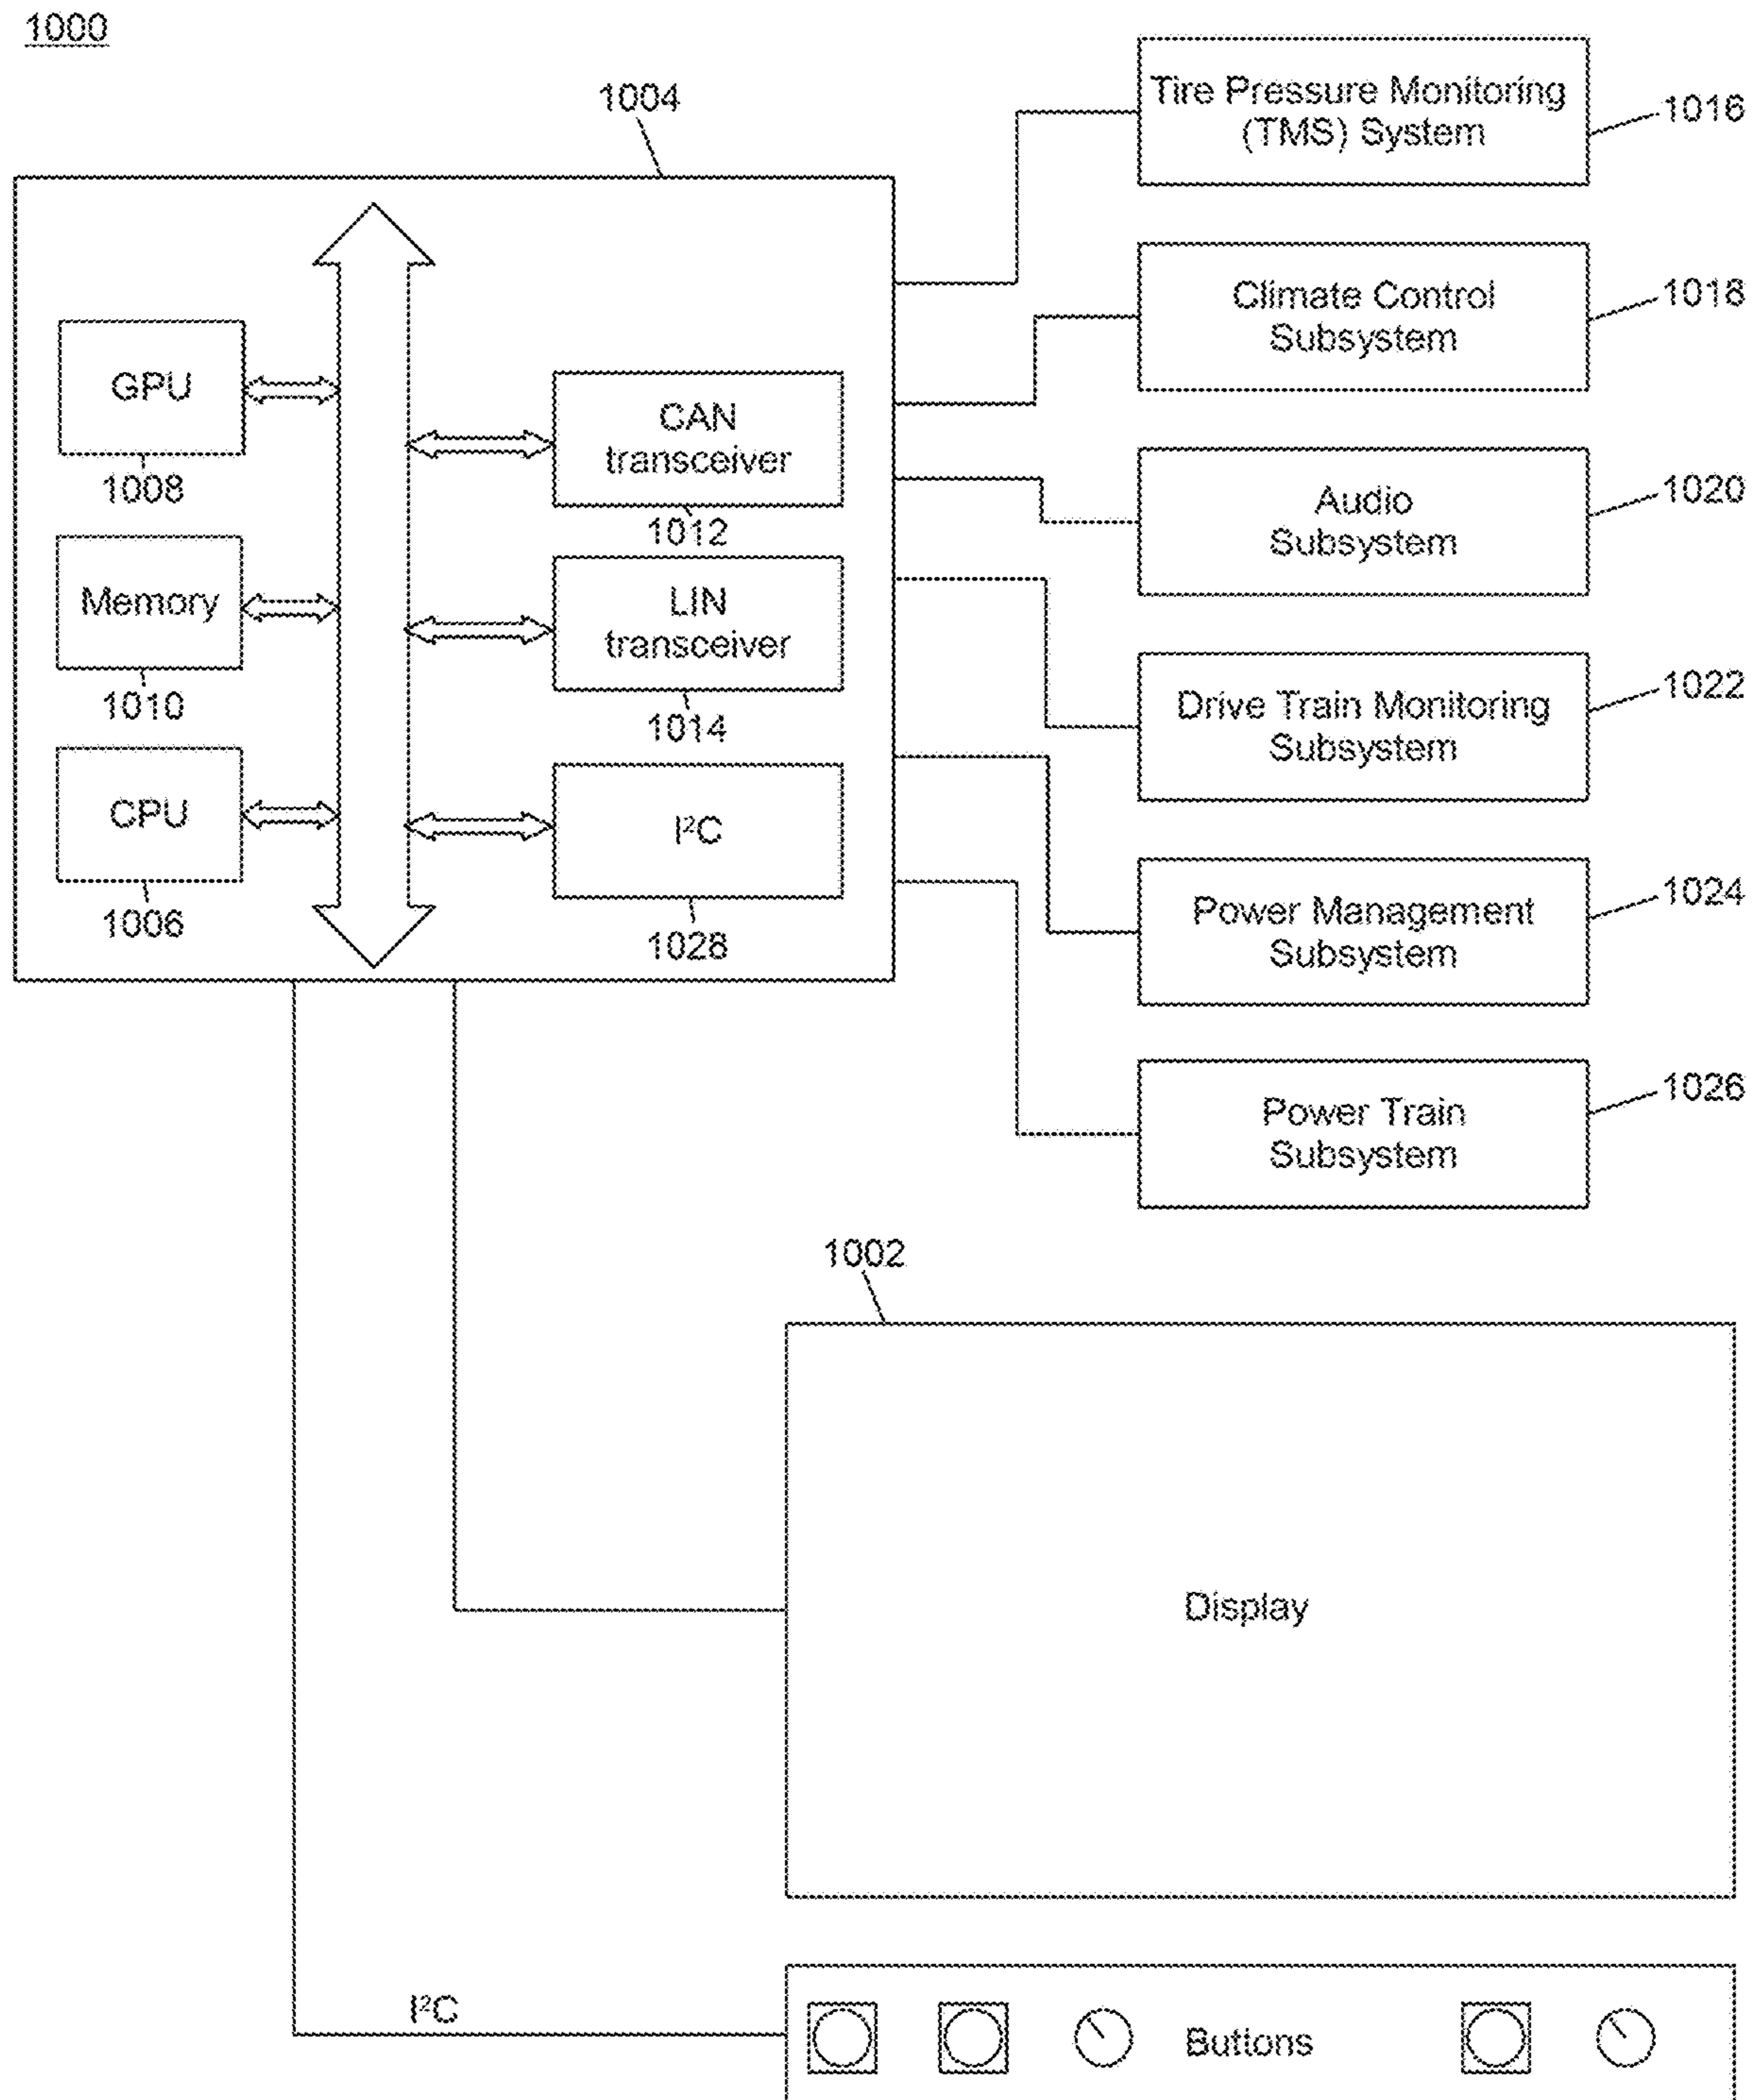 1000
1004
Tire Pressure Monitoring
(TMS) System
1016
Climate Control
Subsystem
1018
GPU
1008
CAN
transceiver
1012
Audio
Subsystem
1020
Memory
1010
LIN
transceiver
1014
Drive Train Monitoring
Subsystem
1022
CPU
1006
I²C
1028
Power Management
Subsystem
1024
Power Train
Subsystem
1026
1002
Display
I²C
Buttons